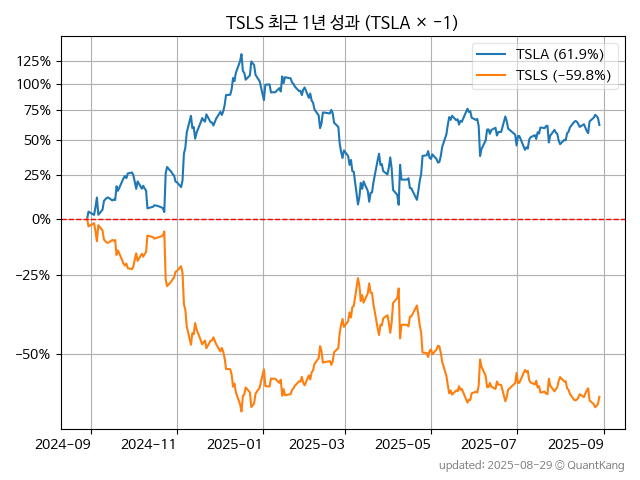 TSLS 최근 1년 성과 (TSLA × -1)
TSLA (61.9%)
TSLS (-59.8%)
125%
100%
75%
50%
25%
0%
-25%
-50%
2024-09 2024-11 2025-01 2025-03 2025-05 2025-07 2025-09
updated: 2025-08-29 © QuantKang